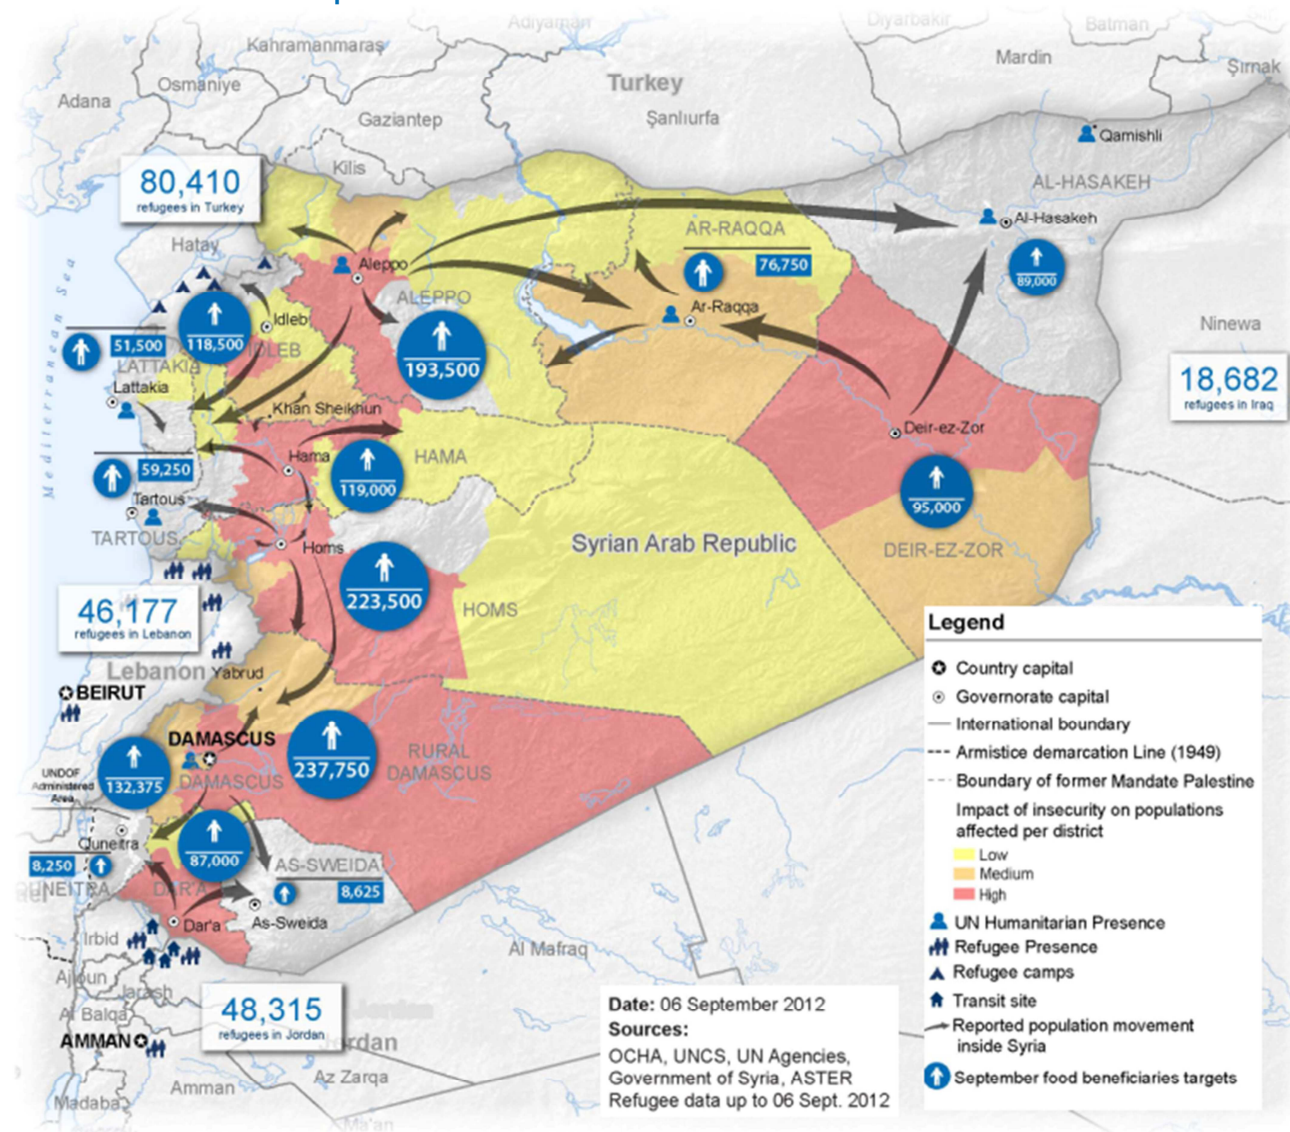 Adiyaman
Diyarbakir
Batman
Kahramanmaraş
Mardin
Şırnak
Osmaniye
Turkey
Adana
Gaziantep
Şanlıurfa
Qamishli
Kilis
80,410
refugees in Turkey
AL-HASAKEH
Al-Hasakeh
AR-RAQQA
Hatay
Aleppo
76,750
89,000
Mediterranean Sea
ALEPPO
Ar-Raqqa
Idleb
Ninewa
51,500
118,500
IDLEB
193,500
LATTAKIA
18,682
refugees in Iraq
Lattakia
Khan Sheikhun
Deir-ez-Zor
Hama
HAMA
59,250
119,000
Tartous
95,000
TARTOUS
Homs
Syrian Arab Republic
DEIR-EZ-ZOR
223,500
HOMS
46,177
refugees in Lebanon
Lebanon
Yabrud
BEIRUT
DAMASCUS
RURAL
DAMASCUS
237,750
UNDOF
Administered
Area
132,375
DAMASCUS
Quneitra
87,000
8,250
AS-SWEIDA
8,625
QUNEITRA
DAR'A
Dar'a
As-Sweida
Irbid
Al Mafraq
Ajloun
Jarash
Al Balqa
48,315
refugees in Jordan
Jordan
AMMAN
Amman
Az Zarqa
Madaba
Ma'an
Legend
Country capital
Governorate capital
International boundary
Armistice demarcation Line (1949)
Boundary of former Mandate Palestine
Impact of insecurity on populations
affected per district
Low
Medium
High
UN Humanitarian Presence
Refugee Presence
Refugee camps
Transit site
Reported population movement
inside Syria
September food beneficiaries targets
Date: 06 September 2012
Sources:
OCHA, UNCS, UN Agencies,
Government of Syria, ASTER
Refugee data up to 06 Sept. 2012